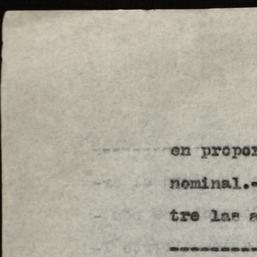 en propor
nominal.-
tre las a
----------